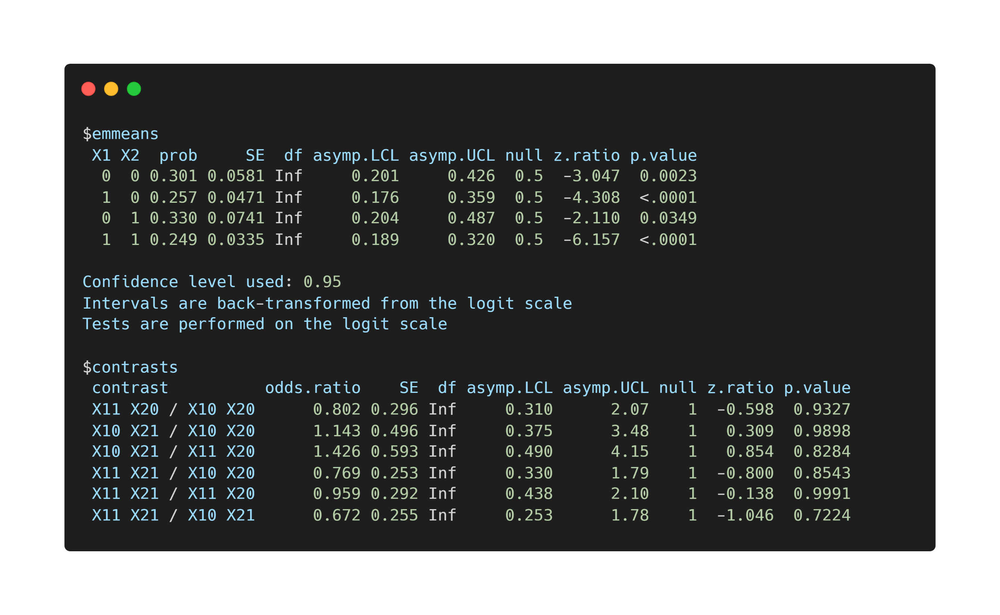 $emmeans
 X1 X2  prob     SE  df asymp.LCL asymp.UCL null z.ratio p.value
  0  0 0.301 0.0581 Inf     0.201     0.426  0.5  -3.047  0.0023
  1  0 0.257 0.0471 Inf     0.176     0.359  0.5  -4.308  <.0001
  0  1 0.330 0.0741 Inf     0.204     0.487  0.5  -2.110  0.0349
  1  1 0.249 0.0335 Inf     0.189     0.320  0.5  -6.157  <.0001
Confidence level used: 0.95
Intervals are back-transformed from the logit scale
Tests are performed on the logit scale
$contrasts
 contrast          odds.ratio    SE  df asymp.LCL asymp.UCL null z.ratio p.value
 X11 X20 / X10 X20      0.802 0.296 Inf     0.310      2.07    1  -0.598  0.9327
 X10 X21 / X10 X20      1.143 0.496 Inf     0.375      3.48    1   0.309  0.9898
 X10 X21 / X11 X20      1.426 0.593 Inf     0.490      4.15    1   0.854  0.8284
 X11 X21 / X10 X20      0.769 0.253 Inf     0.330      1.79    1  -0.800  0.8543
 X11 X21 / X11 X20      0.959 0.292 Inf     0.438      2.10    1  -0.138  0.9991
 X11 X21 / X10 X21      0.672 0.255 Inf     0.253      1.78    1  -1.046  0.7224